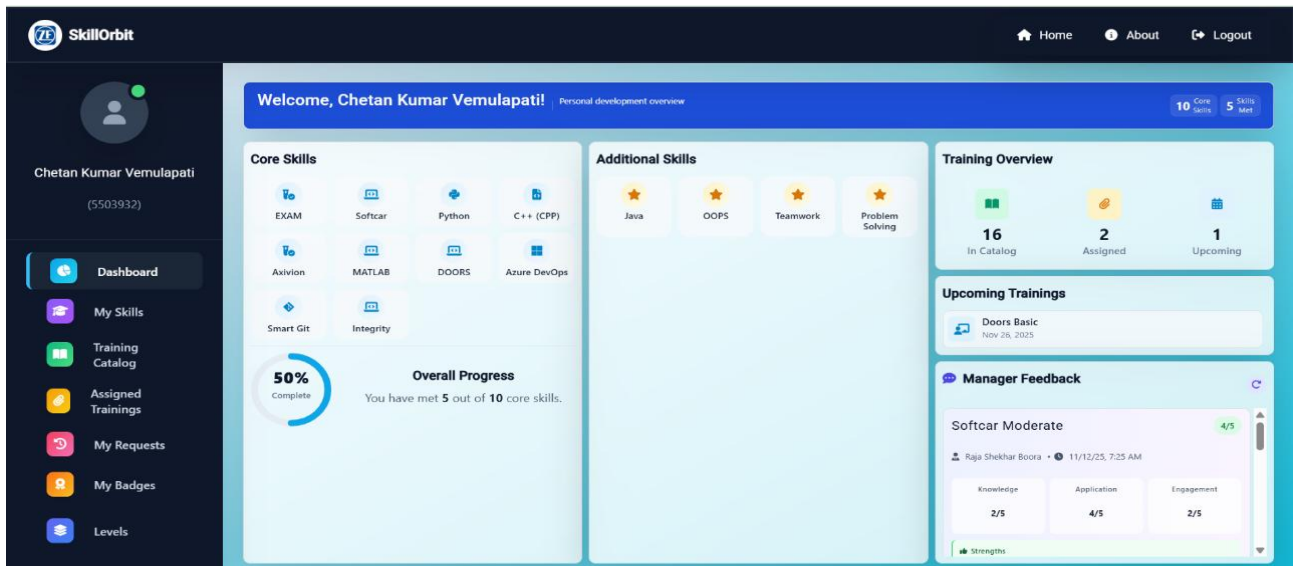 ZF SkillOrbit
Home About Logout
Chetan Kumar Vemulapati
(5503932)
Dashboard
My Skills
Training
Catalog
Assigned
Trainings
My Requests
My Badges
Levels
Welcome, Chetan Kumar Vemulapati! Personal development overview
10 Core Skills 5 Skills Met
Core Skills
EXAM Softcar Python C++ (CPP)
Axivion MATLAB DOORS Azure DevOps
Smart Git Integrity
50%
Complete
Overall Progress
You have met 5 out of 10 core skills.
Additional Skills
Java OOPS Teamwork Problem Solving
Training Overview
16 2 1
In Catalog Assigned Upcoming
Upcoming Trainings
Doors Basic
Nov 26, 2025
Manager Feedback
Softcar Moderate 4/5
Raja Shekhar Boora • 11/12/25, 7:25 AM
Knowledge Application Engagement
2/5 4/5 2/5
Strengths